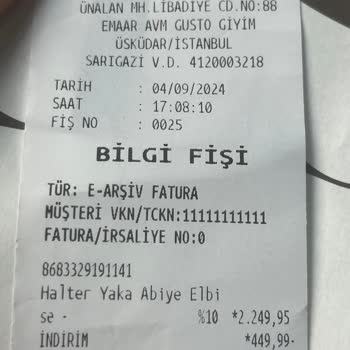 ÜNALAN MH.LİBADİYE CD.NO:88
EMAAR AVM GUSTO GİYİM
ÜSKÜDAR/İSTANBUL
SARIGAZİ V.D. 4120003218
TARİH : 04/09/2024
SAAT : 17:08:10
FİŞ NO : 0025
BİLGİ FİŞİ
TÜR: E-ARŞİV FATURA
MÜŞTERİ VKN/TCKN:11111111111
FATURA/İRSALİYE NO:0
8683329191141
Halter Yaka Abiye Elbi
se - %10 *2.249,95
İNDİRİM *449,99-